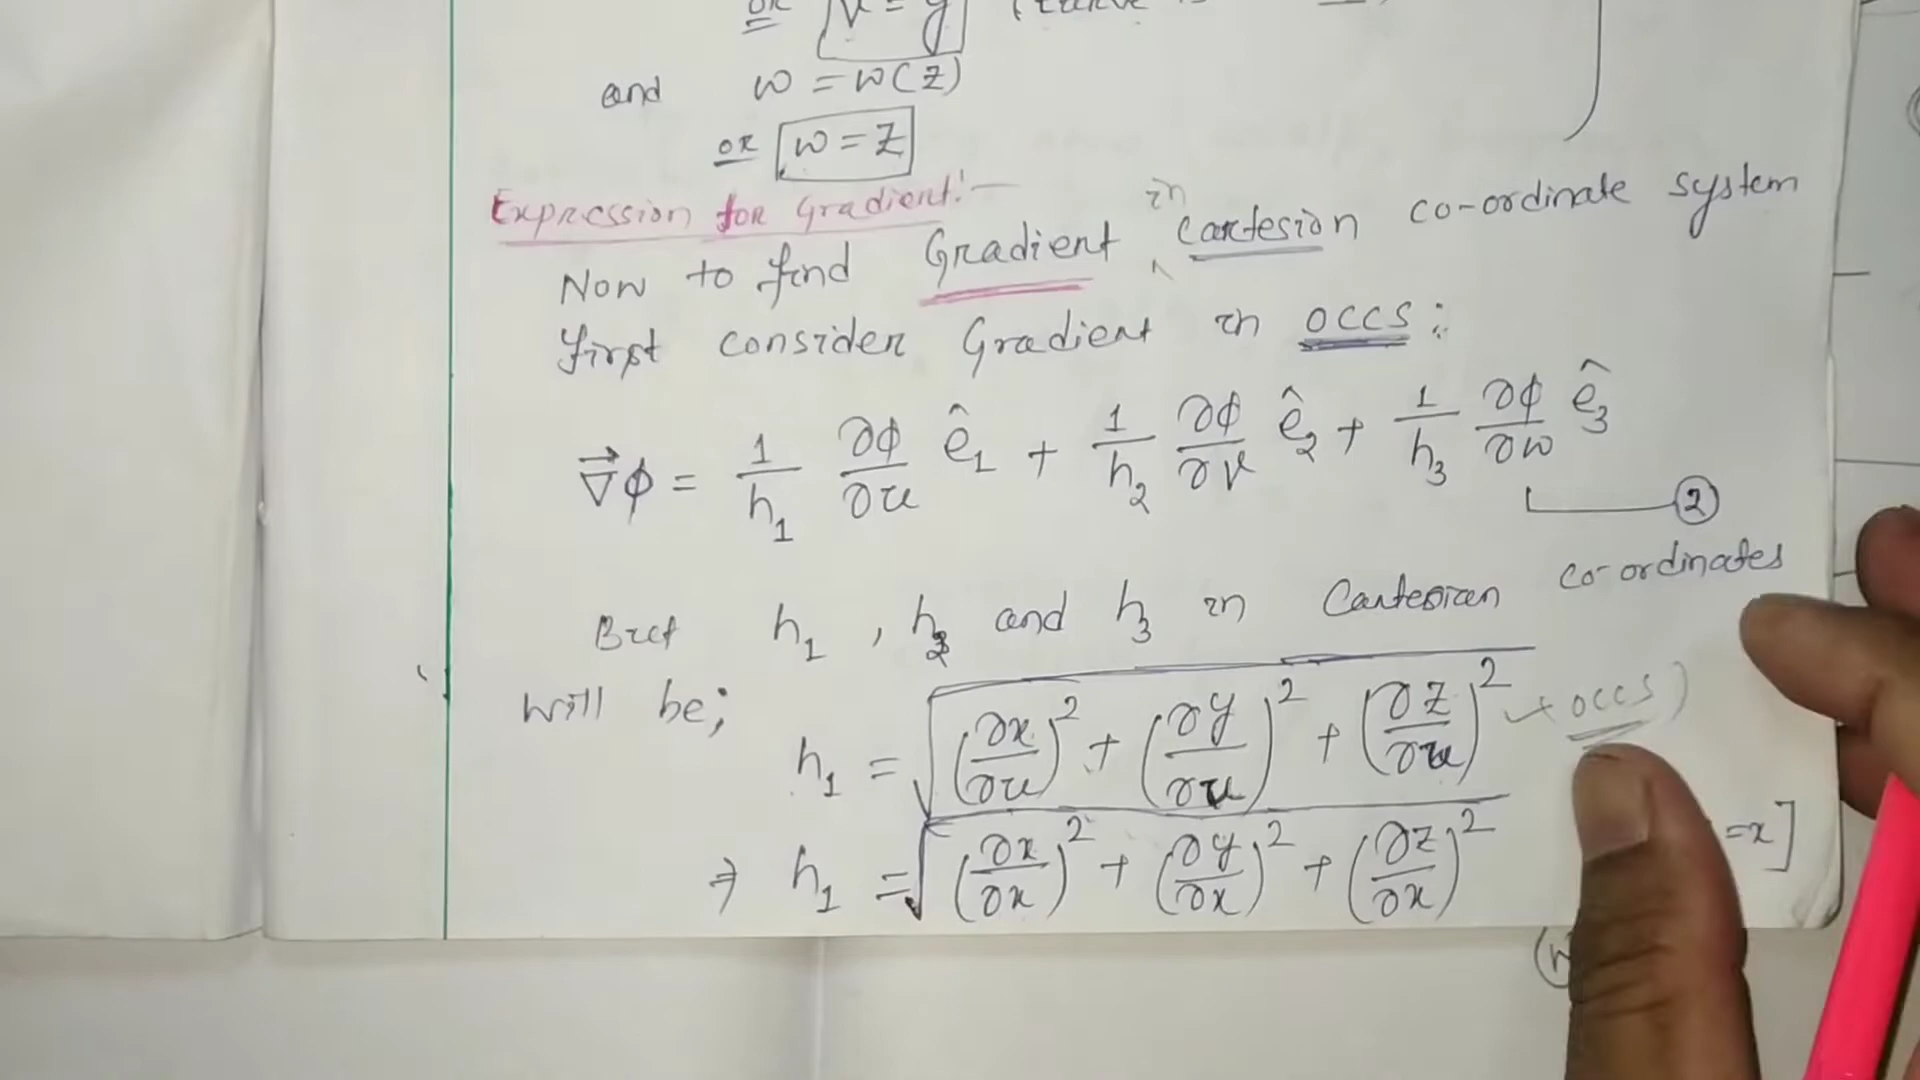 or v = y
and w = w(z)
or w = z
Expression for Gradient:-
Now to find Gradient in Cartesion co-ordinate system
first consider Gradient in OCCS:
∇⃗ϕ = 1/h₁ ∂ϕ/∂u ê₁ + 1/h₂ ∂ϕ/∂v ê₂ + 1/h₃ ∂ϕ/∂w ê₃
②
But h₁, h₂ and h₃ in Cartesian co-ordinates
will be;
h₁ = √(∂x/∂u)² + (∂y/∂u)² + (∂z/∂u)² OCCS)
⇒ h₁ = √(∂x/∂x)² + (∂y/∂x)² + (∂z/∂x)² =x]